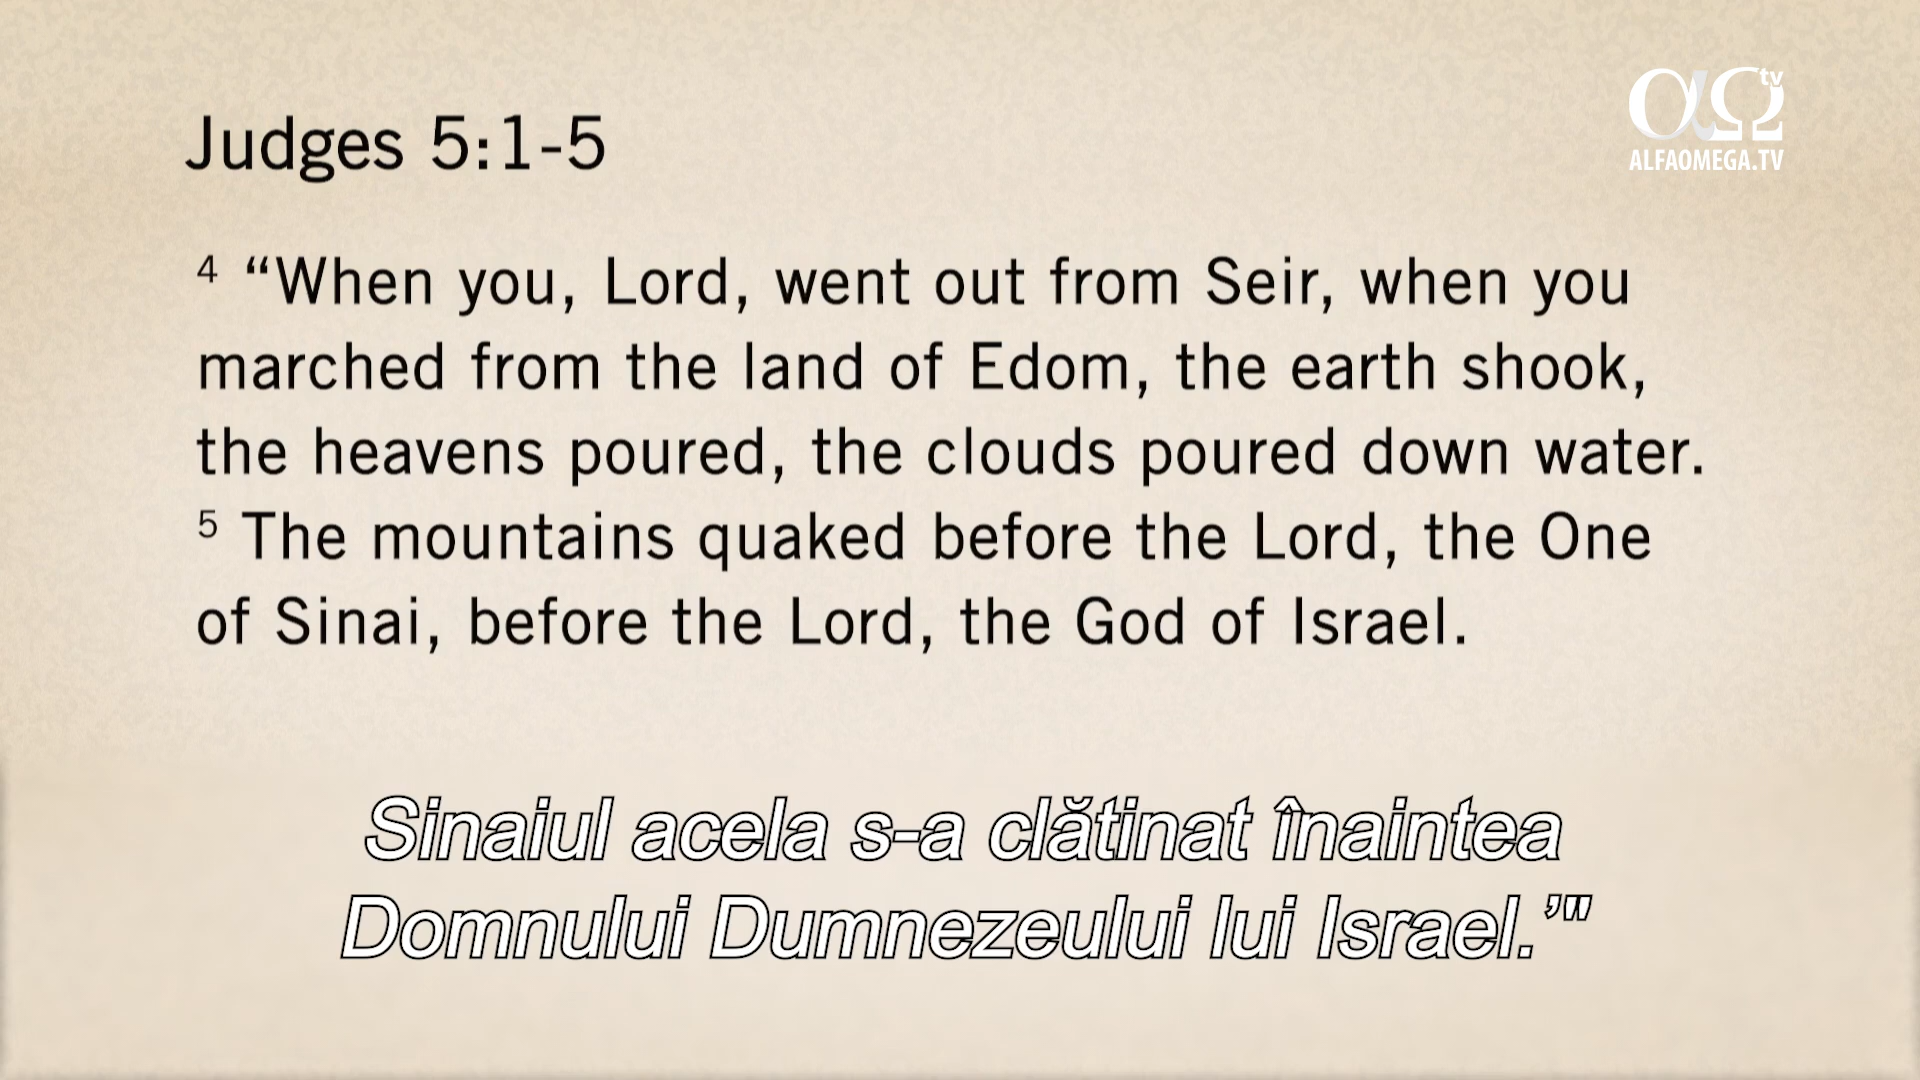 αΩ tv
ALFAOMEGA.TV
Judges 5:1-5
4 “When you, Lord, went out from Seir, when you
marched from the land of Edom, the earth shook,
the heavens poured, the clouds poured down water.
5 The mountains quaked before the Lord, the One
of Sinai, before the Lord, the God of Israel.
Sinaiul acela s-a clătinat înaintea
Domnului Dumnezeului lui Israel.’"